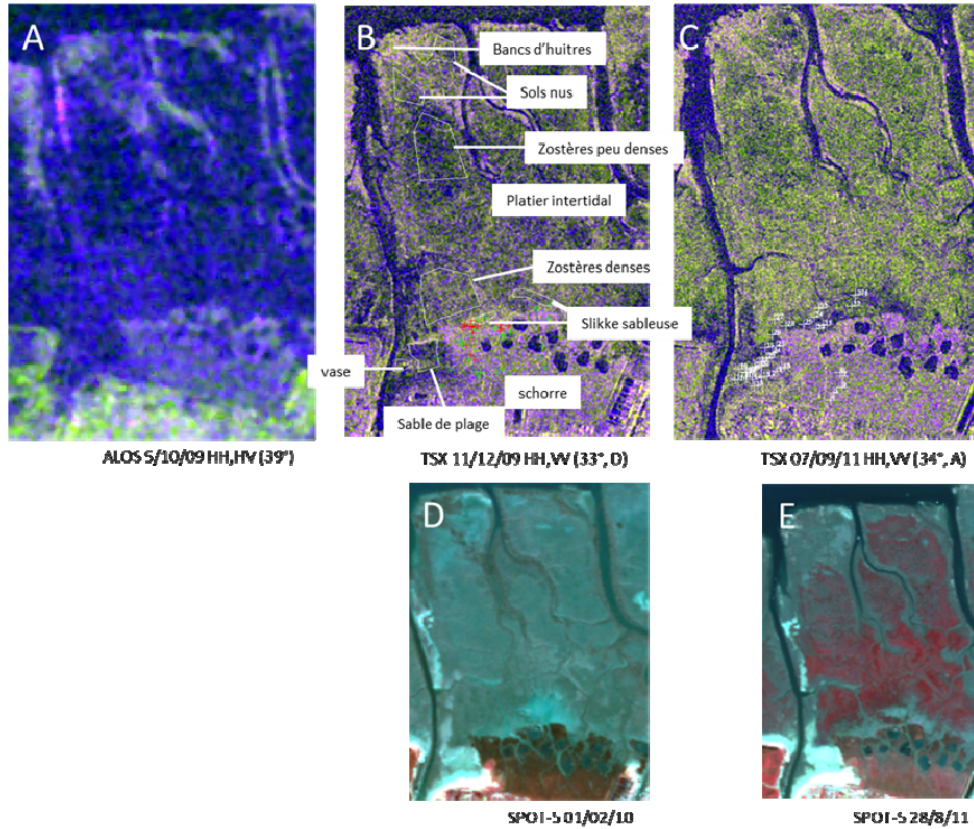 A
B
C
Bancs d'huitres
Sols nus
Zostères peu denses
Platier intertidal
Zostères denses
Slikke sableuse
vase
schorre
Sable de plage
ALOS 5/10/09 HH,HV (39°)
TSX 11/12/09 HH,VV (33°, D)
TSX 07/09/11 HH,VV (34°, A)
D
E
SPOT-5 01/02/10
SPOT-5 28/8/11